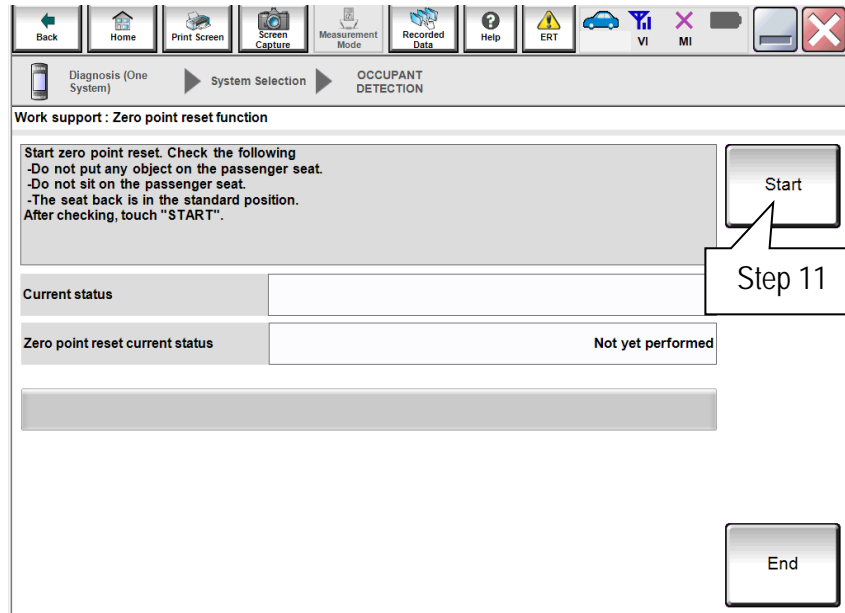 Back
Home
Print Screen
Screen
Capture
Measurement
Mode
Recorded
Data
Help
ERT
VI
MI
Diagnosis (One
System)
System Selection
OCCUPANT
DETECTION
Work support : Zero point reset function
Start zero point reset. Check the following
-Do not put any object on the passenger seat.
-Do not sit on the passenger seat.
-The seat back is in the standard position.
After checking, touch "START".
Start
Step 11
Current status
Zero point reset current status
Not yet performed
End